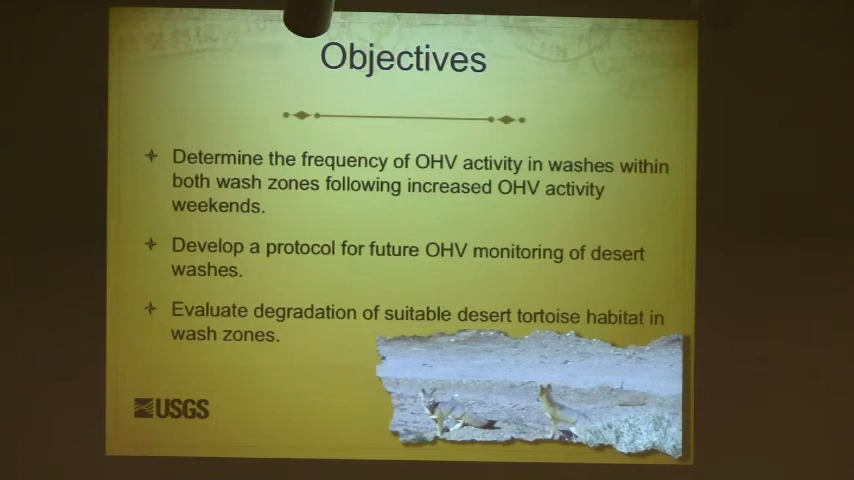 Objectives
Determine the frequency of OHV activity in washes within
both wash zones following increased OHV activity
weekends.
Develop a protocol for future OHV monitoring of desert
washes.
Evaluate degradation of suitable desert tortoise habitat in
wash zones.
USGS